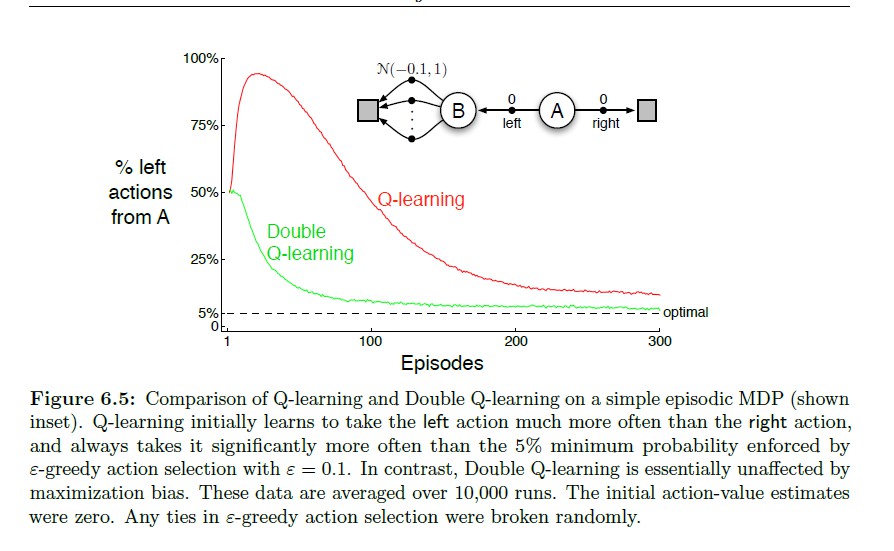 100%
N(−0.1, 1)
B
0
left
A
0
right
75%
% left
actions
from A
50%
Q-learning
Double
Q-learning
25%
5%
optimal
0
1
100
200
300
Episodes
Figure 6.5: Comparison of Q-learning and Double Q-learning on a simple episodic MDP (shown
inset). Q-learning initially learns to take the left action much more often than the right action,
and always takes it significantly more often than the 5% minimum probability enforced by
ε-greedy action selection with ε = 0.1. In contrast, Double Q-learning is essentially unaffected by
maximization bias. These data are averaged over 10,000 runs. The initial action-value estimates
were zero. Any ties in ε-greedy action selection were broken randomly.